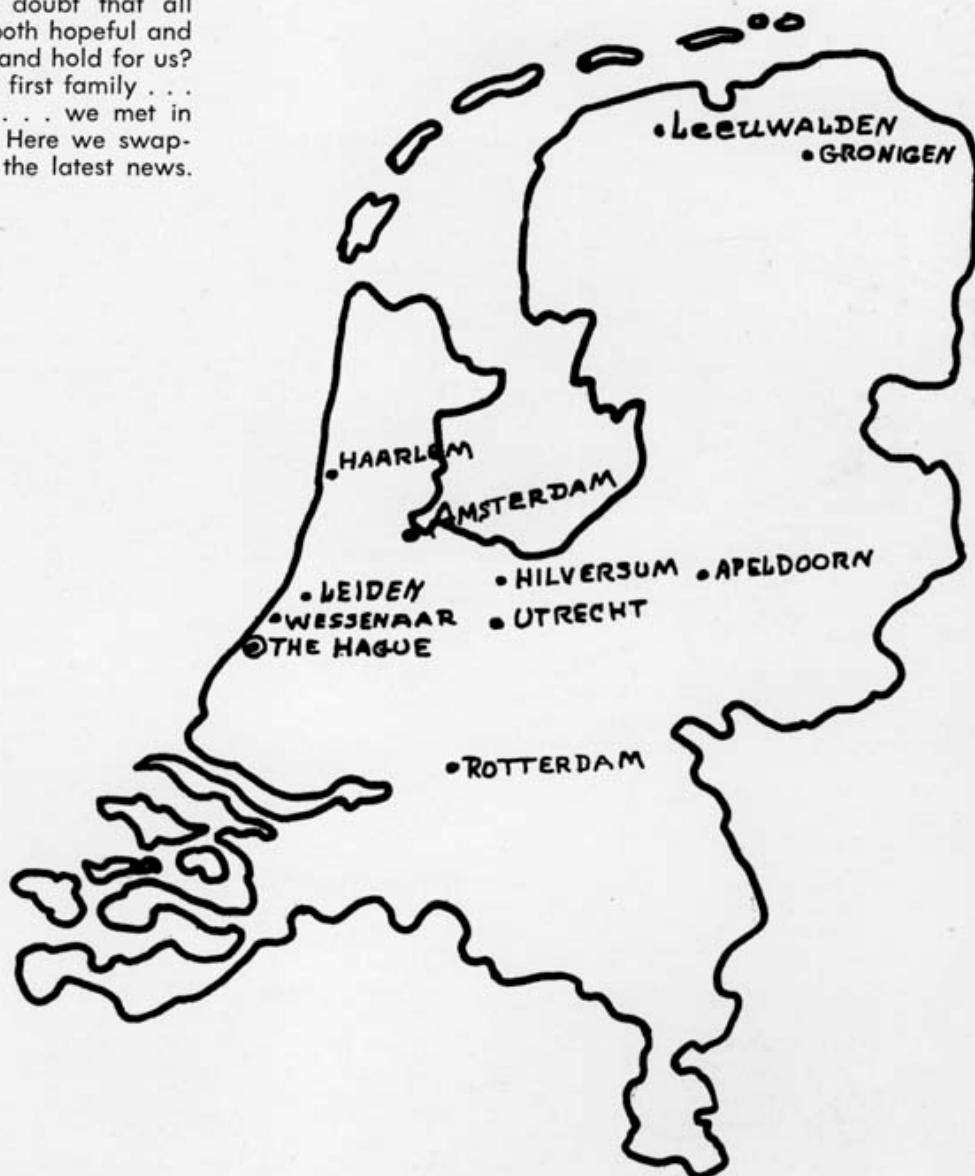 doubt that all
both hopeful and
and hold for us?
first family . . .
. . . we met in
Here we swap-
the latest news.
LEEUWALDEN
GRONIGEN
HAARLEM
AMSTERDAM
LEIDEN
HILVERSUM
APELDOORN
WESSENAAR
UTRECHT
THE HAGUE
ROTTERDAM